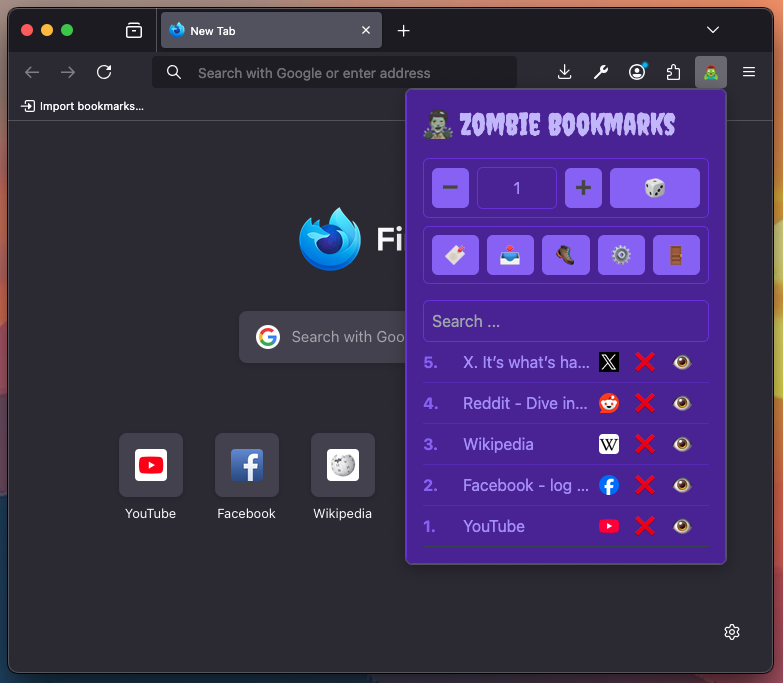 New Tab
Search with Google or enter address
Import bookmarks...
ZOMBIE BOOKMARKS
1
Fi
Search with Goo
Search ...
5. X. It's what's ha...
4. Reddit - Dive in...
3. Wikipedia
2. Facebook - log ...
1. YouTube
YouTube
Facebook
Wikipedia